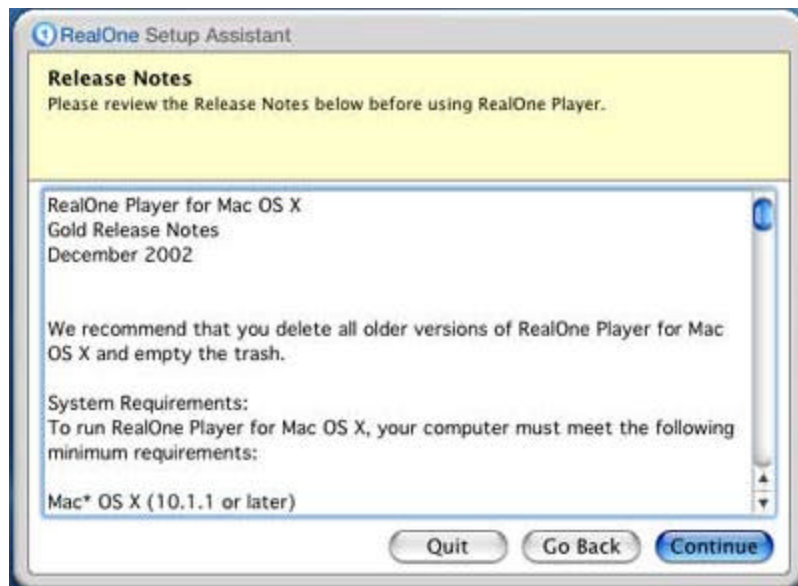 RealOne Setup Assistant
Release Notes
Please review the Release Notes below before using RealOne Player.
RealOne Player for Mac OS X
Gold Release Notes
December 2002
We recommend that you delete all older versions of RealOne Player for Mac
OS X and empty the trash.
System Requirements:
To run RealOne Player for Mac OS X, your computer must meet the following
minimum requirements:
Mac* OS X (10.1.1 or later)
Quit Go Back Continue